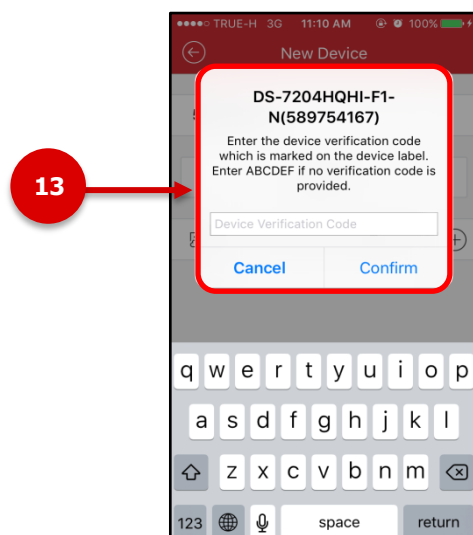 TRUE-H 3G 11:10 AM 100%
New Device
DS-7204HQHI-F1-
N(589754167)
Enter the device verification code
which is marked on the device label.
Enter ABCDEF if no verification code is
provided.
13
Device Verification Code
Cancel Confirm
q w e r t y u i o p
a s d f g h j k l
z x c v b n m
123 space return